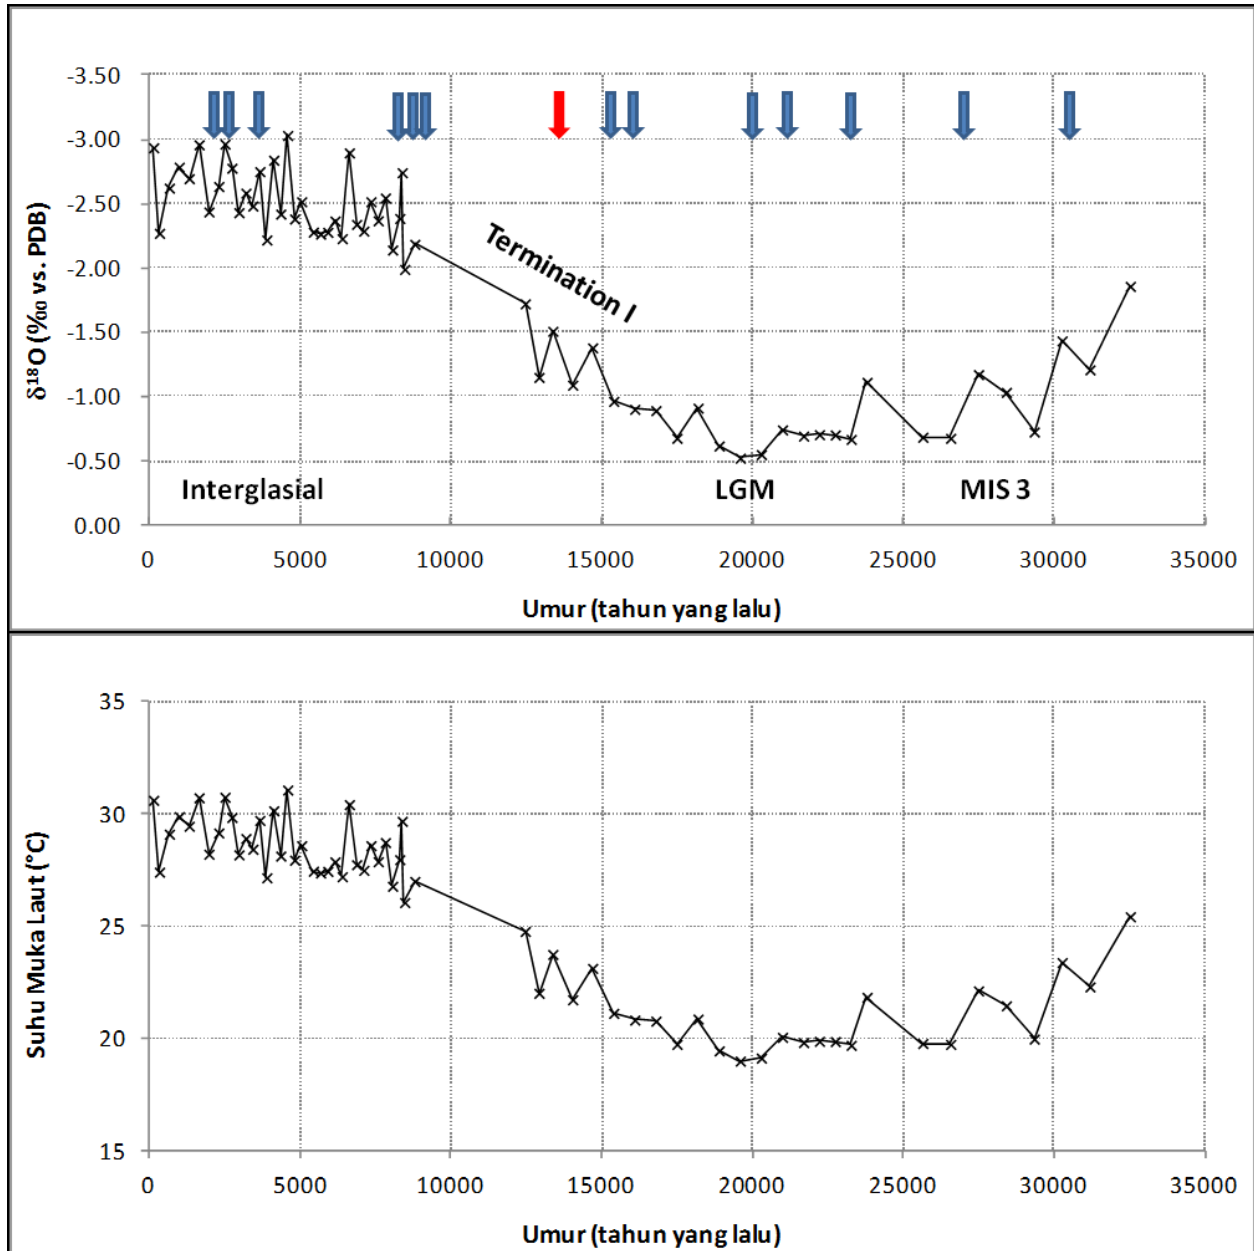 -3.50
-3.00
-2.50
-2.00
-1.50
-1.00
-0.50
0.00
δ¹⁸O (‰ vs. PDB)
Termination I
Interglasial LGM MIS 3
0 5000 10000 15000 20000 25000 30000 35000
Umur (tahun yang lalu)
35
30
25
20
15
Suhu Muka Laut (°C)
0 5000 10000 15000 20000 25000 30000 35000
Umur (tahun yang lalu)